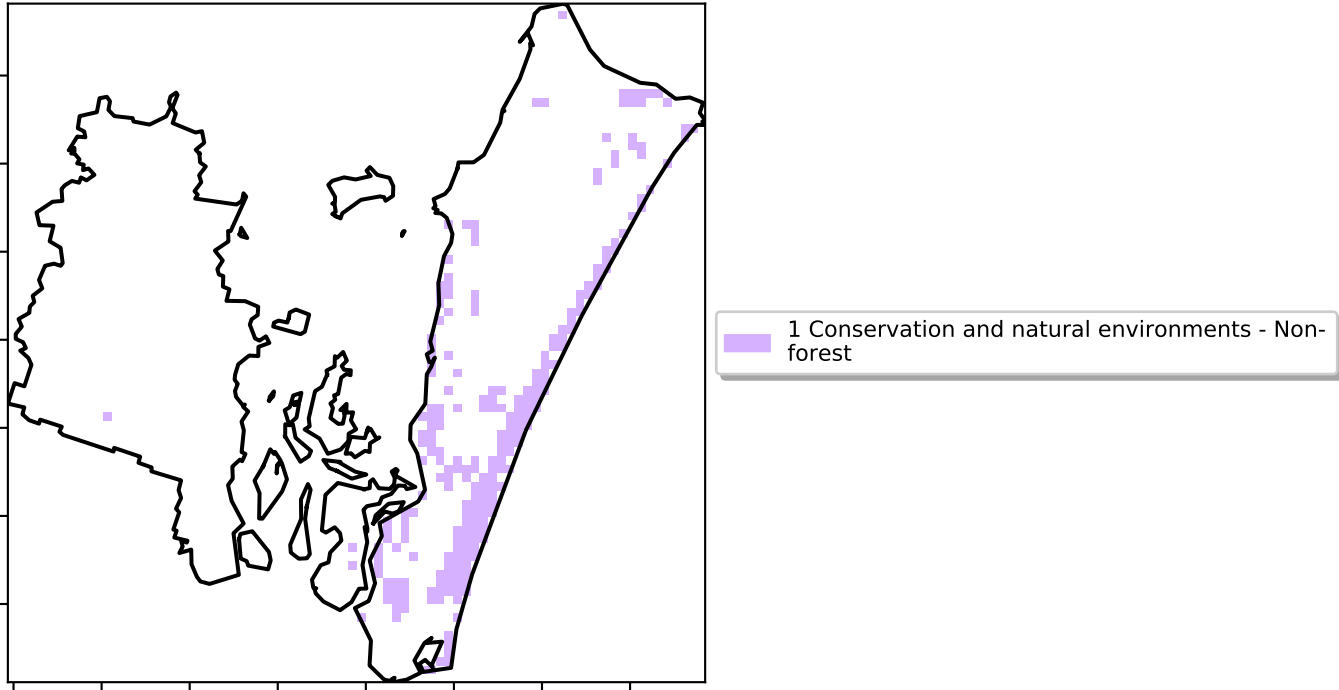 1 Conservation and natural environments - Non-
forest